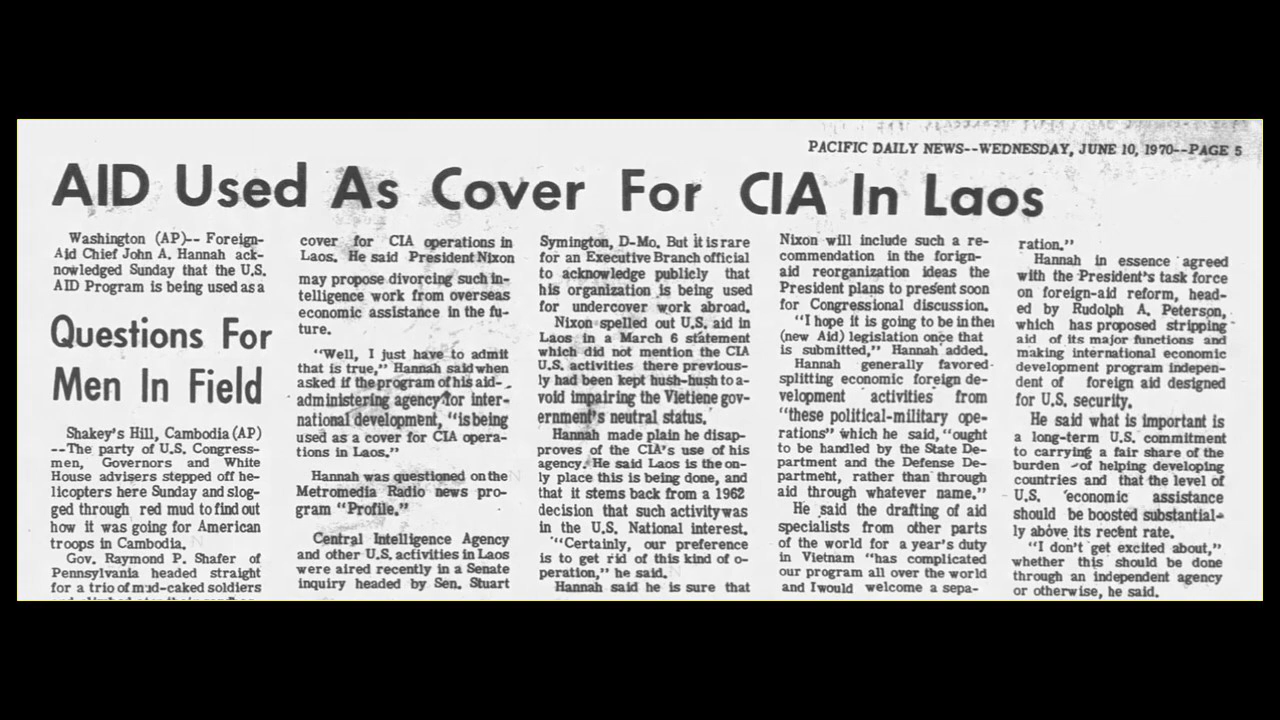 PACIFIC DAILY NEWS--WEDNESDAY, JUNE 10, 1970--PAGE 5
AID Used As Cover For CIA In Laos
Washington (AP)-- Foreign-
Aid Chief John A. Hannah ack-
nowledged Sunday that the U.S.
AID Program is being used as a
cover for CIA operations in
Laos. He said President Nixon
may propose divorcing such in-
telligence work from overseas
economic assistance in the fu-
ture.
"Well, I just have to admit
that is true," Hannah said when
asked if the program of his aid-
administering agency for inter-
national development, "is being
used as a cover for CIA opera-
tions in Laos."
Hannah was questioned on the
Metromedia Radio news pro-
gram "Profile."
Central Intelligence Agency
and other U.S. activities in Laos
were aired recently in a Senate
inquiry headed by Sen. Stuart
Symington, D-Mo. But it is rare
for an Executive Branch official
to acknowledge publicly that
his organization is being used
for undercover work abroad.
Nixon spelled out U.S. aid in
Laos in a March 6 statement
which did not mention the CIA
U.S. activities there previous-
ly had been kept hush-hush to a-
void impairing the Vietiene gov-
ernment's neutral status.
Hannah made plain he disap-
proves of the CIA's use of his
agency. He said Laos is the on-
ly place this is being done, and
that it stems back from a 1962
decision that such activity was
in the U.S. National interest.
"Certainly, our preference
is to get rid of this kind of o-
peration," he said.
Hannah said he is sure that
Nixon will include such a re-
commendation in the forign-
aid reorganization ideas the
President plans to present soon
for Congressional discussion.
"I hope it is going to be in the
(new Aid) legislation once that
is submitted," Hannah added.
Hannah generally favored
splitting economic foreign de-
velopment activities from
"these political-military ope-
rations" which he said, "ought
to be handled by the State De-
partment and the Defense De-
partment, rather than through
aid through whatever name."
He said the drafting of aid
specialists from other parts
of the world for a year's duty
in Vietnam "has complicated
our program all over the world
and I would welcome a sepa-
ration."
Hannah in essence agreed
with the President's task force
on foreign-aid reform, head-
ed by Rudolph A. Peterson,
which has proposed stripping
aid of its major functions and
making international economic
development program indepen-
dent of foreign aid designed
for U.S. security.
He said what is important is
a long-term U.S. commitment
to carrying a fair share of the
burden of helping developing
countries and that the level of
U.S. economic assistance
should be boosted substantial-
ly above its recent rate.
"I don't get excited about,"
whether this should be done
through an independent agency
or otherwise, he said.
Questions For
Men In Field
Shakey's Hill, Cambodia (AP)
--The party of U.S. Congress-
men, Governors and White
House advisers stepped off he-
licopters here Sunday and slog-
ged through red mud to find out
how it was going for American
troops in Cambodia.
Gov. Raymond P. Shafer of
Pennsylvania headed straight
for a trio of mud-caked soldiers